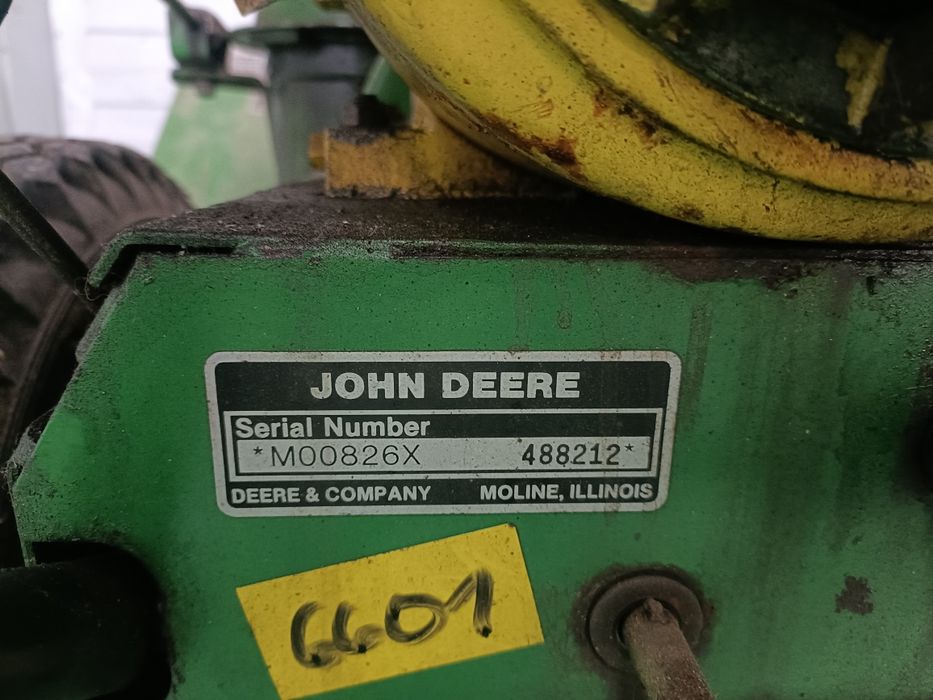 JOHN DEERE
Serial Number
*M00826X 488212*
DEERE & COMPANY MOLINE, ILLINOIS
6601